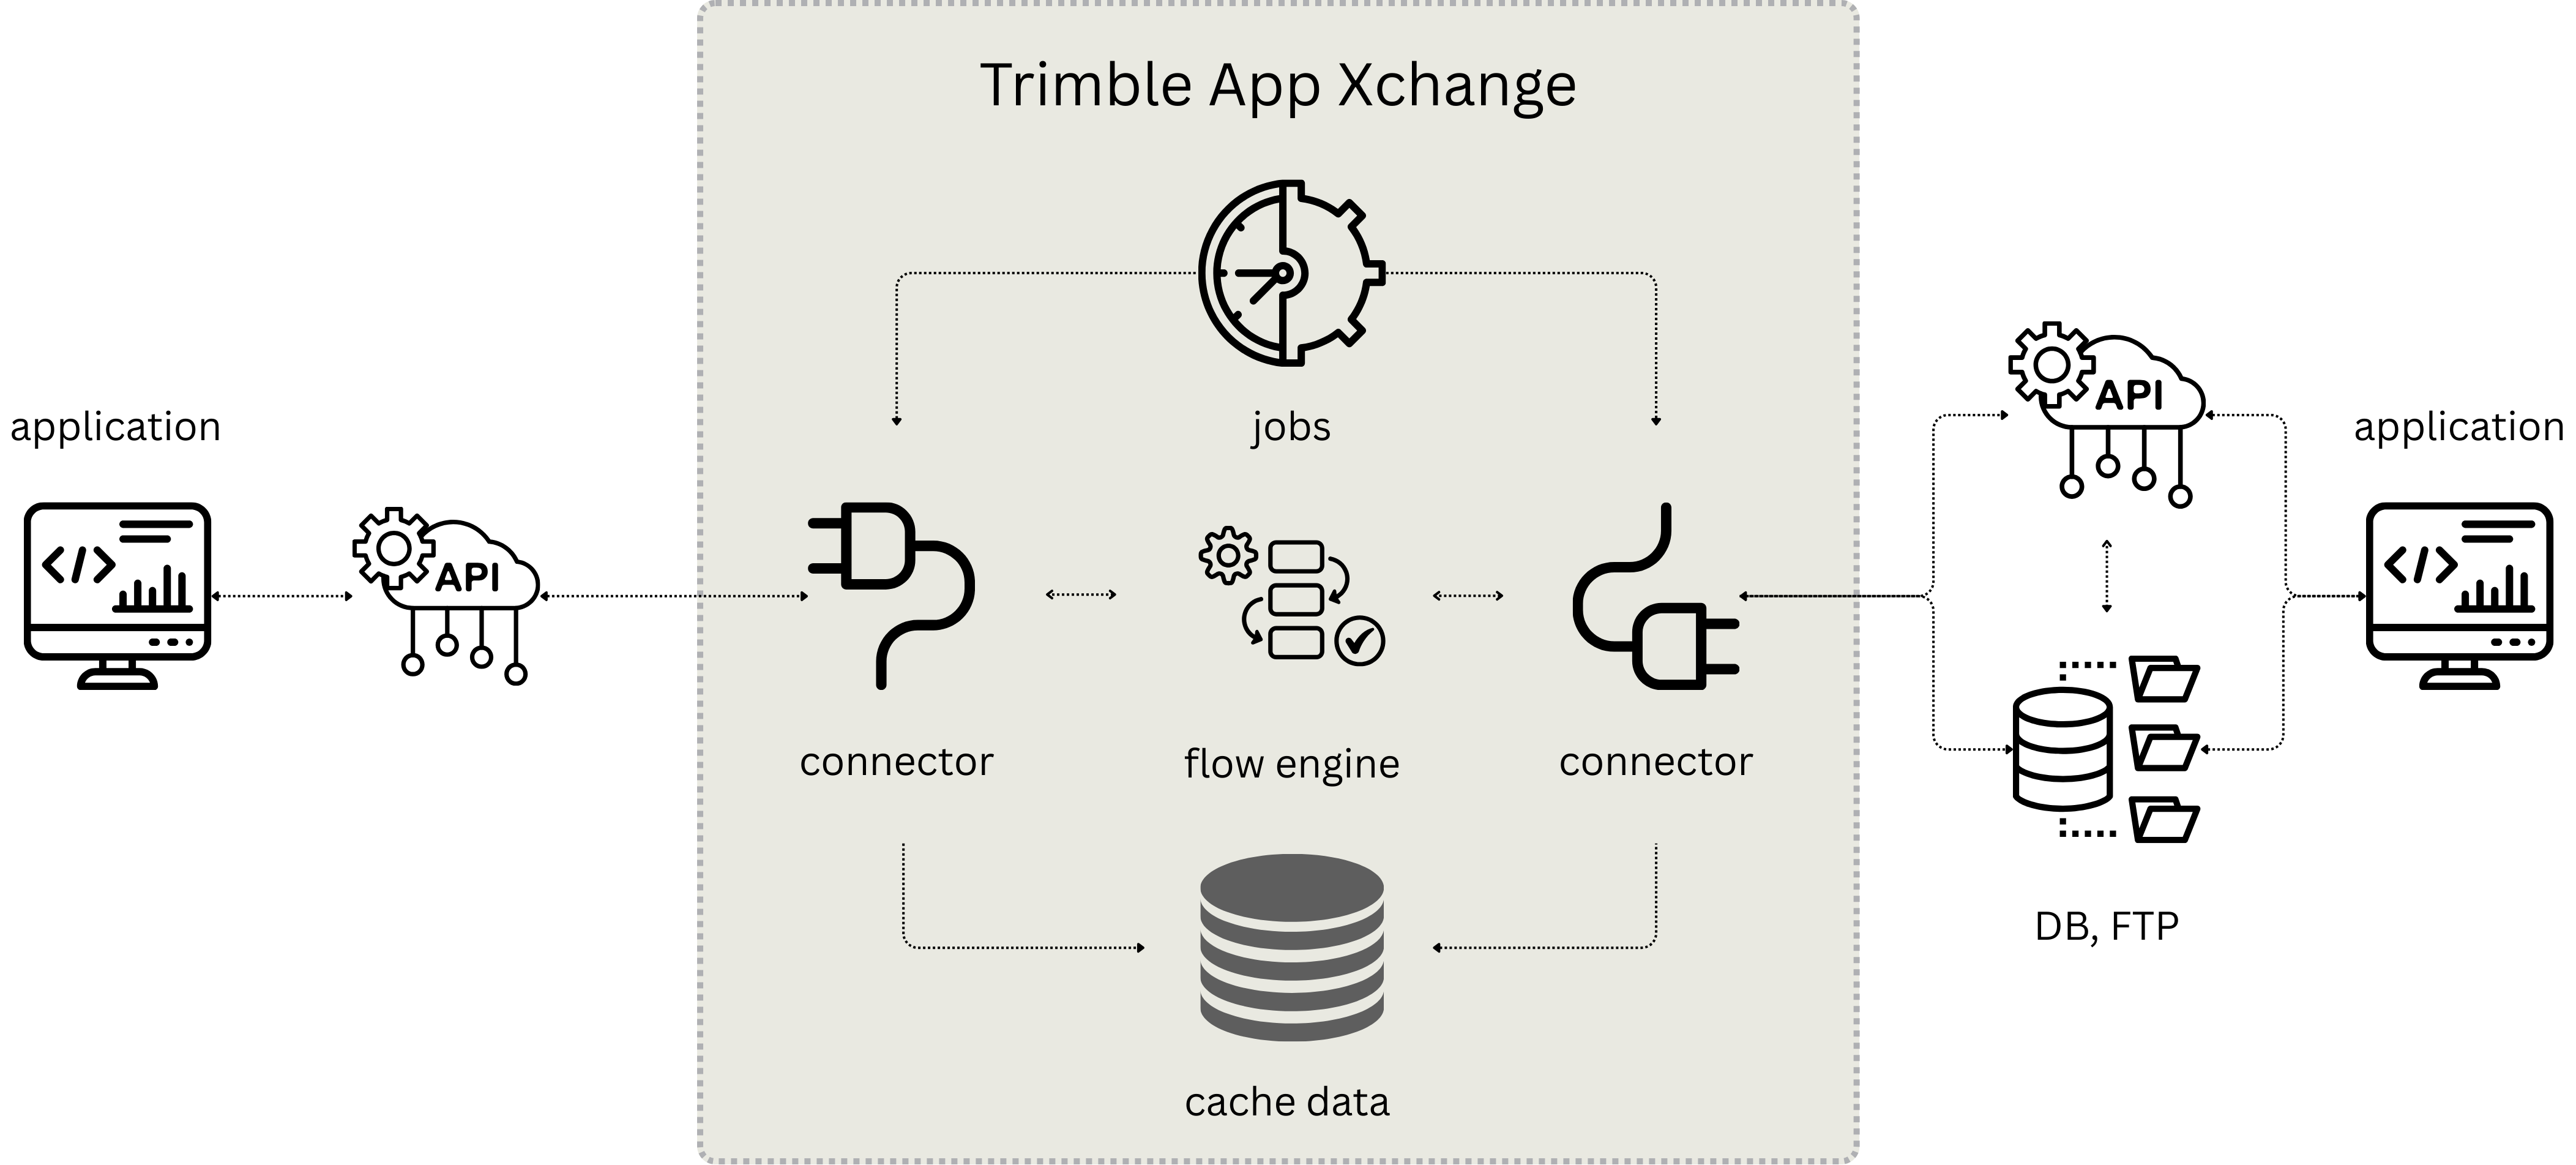 Trimble App Xchange
jobs
application
</>
API
API
application
</>
connector
flow engine
connector
DB, FTP
cache data